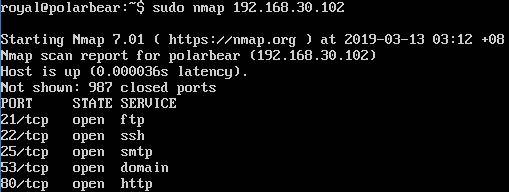 royal@polarbear:~$ sudo nmap 192.168.30.102
Starting Nmap 7.01 ( https://nmap.org ) at 2019-03-13 03:12 +08
Nmap scan report for polarbear (192.168.30.102)
Host is up (0.000036s latency).
Not shown: 987 closed ports
PORT STATE SERVICE
21/tcp open ftp
22/tcp open ssh
25/tcp open smtp
53/tcp open domain
80/tcp open http